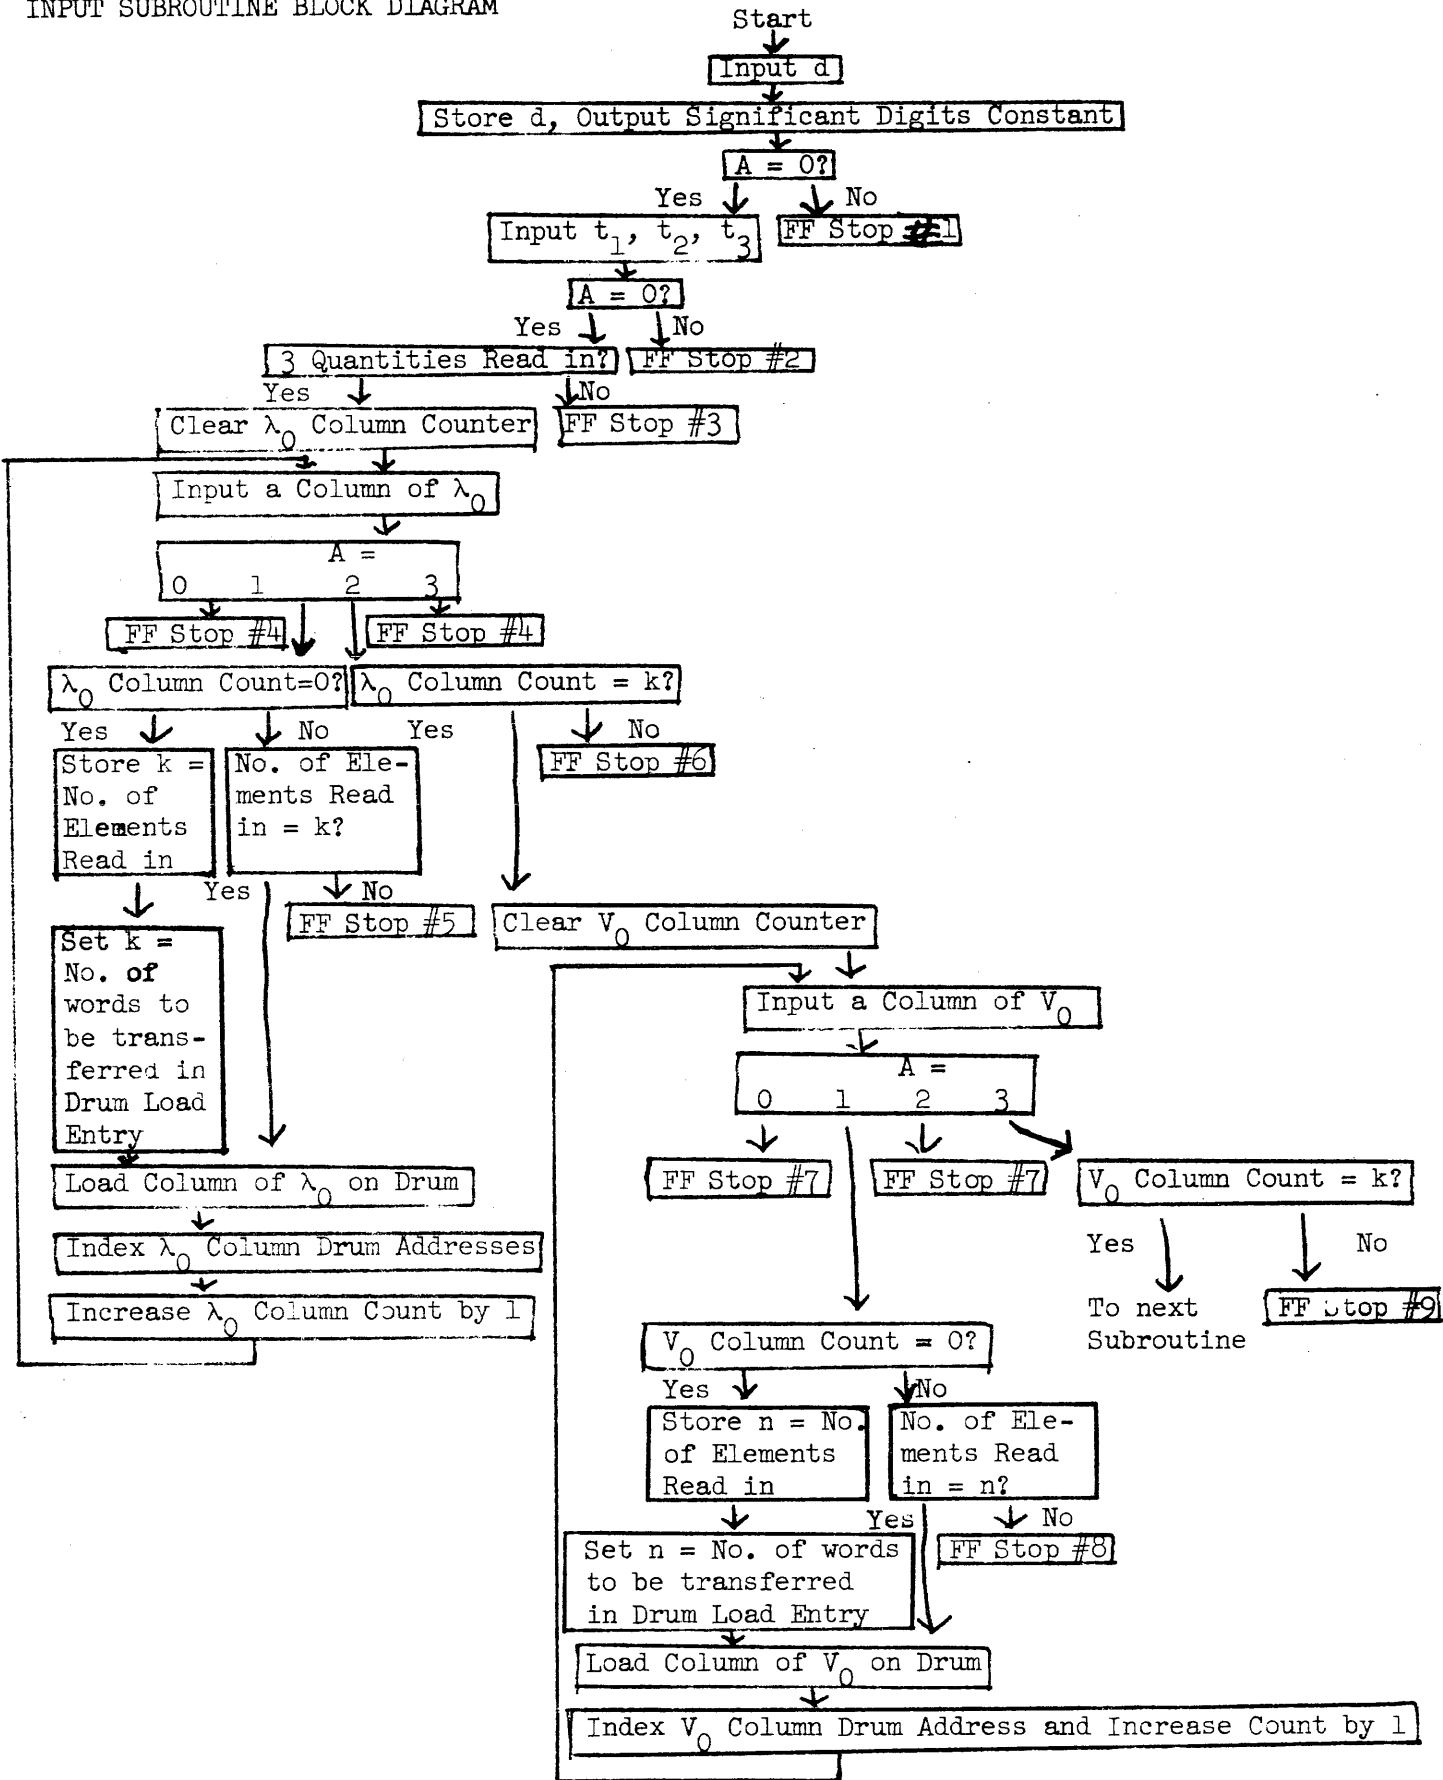 INPUT SUBROUTINE BLOCK DIAGRAM
Start
Input d
Store d, Output Significant Digits Constant
A = 0?
Yes
No
Input t₁, t₂, t₃
FF Stop #1
A = 0?
Yes
No
3 Quantities Read in?
FF Stop #2
Yes
No
Clear λ₀ Column Counter
FF Stop #3
Input a Column of λ₀
A =
0 1 2 3
FF Stop #4
FF Stop #4
λ₀ Column Count=0?
λ₀ Column Count = k?
Yes
No
Yes
No
Store k =
No. of
Elements
Read in
No. of Ele-
ments Read
in = k?
FF Stop #6
Yes
No
FF Stop #5
Clear V₀ Column Counter
Set k =
No. of
words to
be trans-
ferred in
Drum Load
Entry
Input a Column of V₀
A =
0 1 2 3
Load Column of λ₀ on Drum
FF Stop #7
FF Stop #7
V₀ Column Count = k?
Index λ₀ Column Drum Addresses
Yes
No
Increase λ₀ Column Count by 1
To next
Subroutine
FF Stop #9
V₀ Column Count = 0?
Yes
No
Store n = No.
of Elements
Read in
No. of Ele-
ments Read
in = n?
Yes
No
Set n = No. of words
to be transferred
in Drum Load Entry
FF Stop #8
Load Column of V₀ on Drum
Index V₀ Column Drum Address and Increase Count by 1